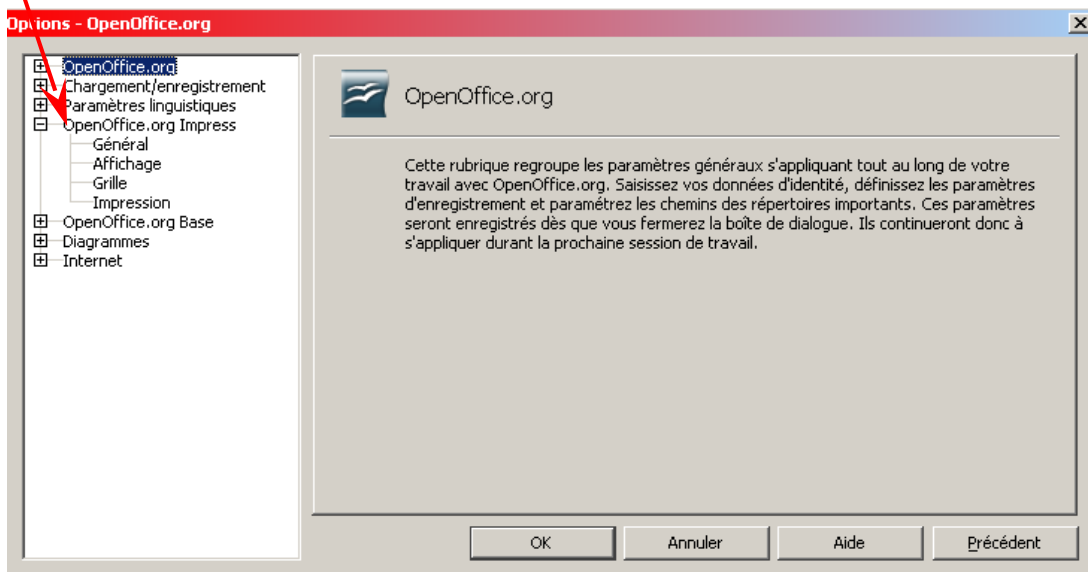 Options - OpenOffice.org
OpenOffice.org
Chargement/enregistrement
Paramètres linguistiques
OpenOffice.org Impress
Général
Affichage
Grille
Impression
OpenOffice.org Base
Diagrammes
Internet
OpenOffice.org
Cette rubrique regroupe les paramètres généraux s'appliquant tout au long de votre
travail avec OpenOffice.org. Saisissez vos données d'identité, définissez les paramètres
d'enregistrement et paramétrez les chemins des répertoires importants. Ces paramètres
seront enregistrés dès que vous fermerez la boîte de dialogue. Ils continueront donc à
s'appliquer durant la prochaine session de travail.
OK
Annuler
Aide
Précédent